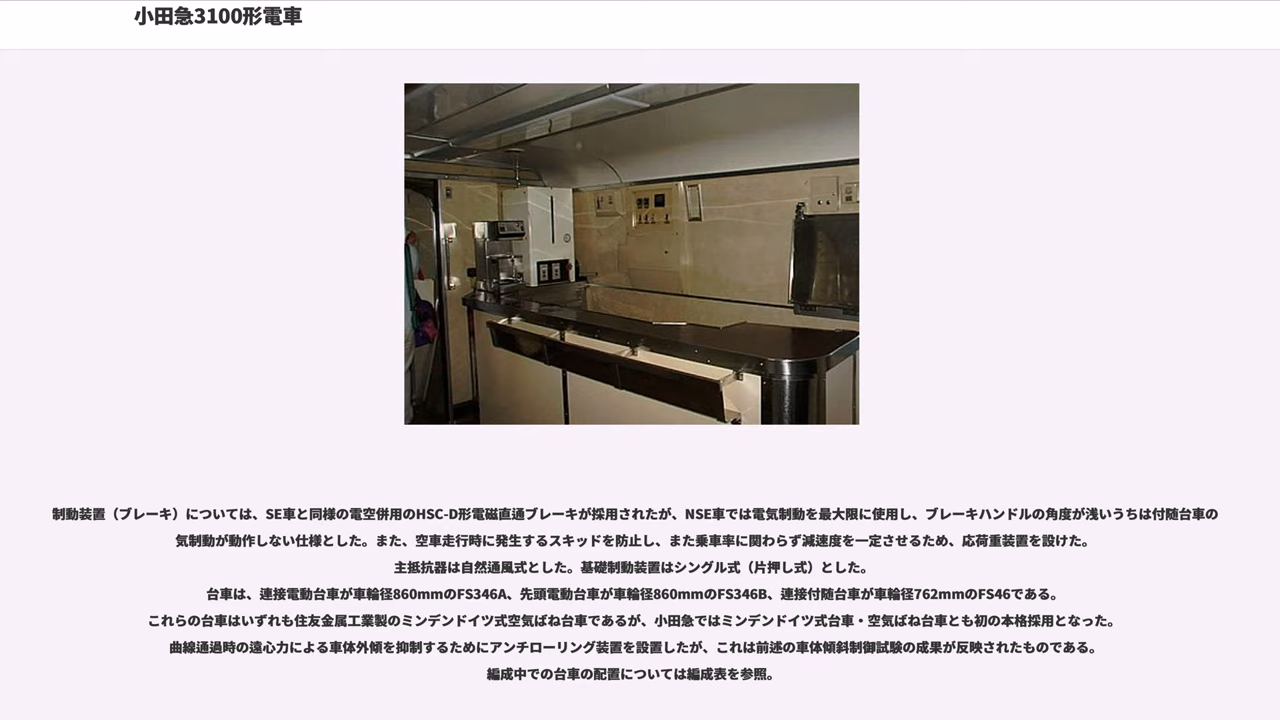 小田急3100形電車
制動装置（ブレーキ）については、SE車と同様の電空併用のHSC-D形電磁直通ブレーキが採用されたが、NSE車では電気制動を最大限に使用し、ブレーキハンドルの角度が浅いうちは付随台車の
気制動が動作しない仕様とした。また、空車走行時に発生するスキッドを防止し、また乗車率に関わらず減速度を一定させるため、応荷重装置を設けた。
主抵抗器は自然通風式とした。基礎制動装置はシングル式（片押し式）とした。
台車は、連接電動台車が車輪径860mmのFS346A、先頭電動台車が車輪径860mmのFS346B、連接付随台車が車輪径762mmのFS46である。
これらの台車はいずれも住友金属工業製のミンデンドイツ式空気ばね台車であるが、小田急ではミンデンドイツ式台車・空気ばね台車とも初の本格採用となった。
曲線通過時の遠心力による車体外傾を抑制するためにアンチローリング装置を設置したが、これは前述の車体傾斜制御試験の成果が反映されたものである。
編成中での台車の配置については編成表を参照。